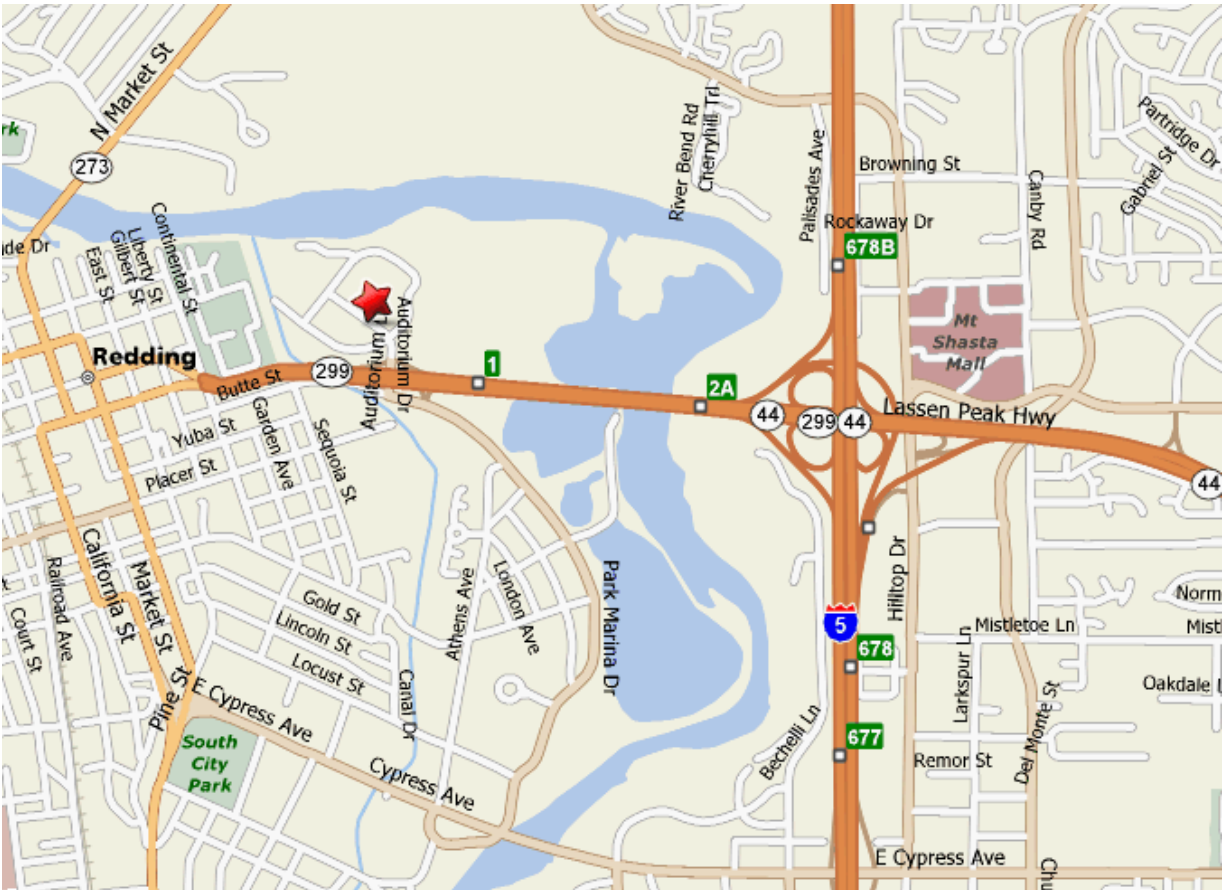 N Market St
273
rk
River Bend Rd
Cherryhill Trl
Palisades Ave
Browning St
Partridge Dr
Gabriel St
Canby Rd
Rockaway Dr
678B
de Dr
East St
Liberty St
Gilbert St
Continental St
Auditorium Dr
Auditorium Dr
Mt
Shasta
Mall
Redding
299
1
2A
Butte St
44
299
44
Lassen Peak Hwy
44
Yuba St
Placer St
Garden Ave
Sequoia St
California St
Market St
Railroad Ave
Court St
Pine St
Gold St
Lincoln St
Locust St
Athens Ave
London Ave
Park Marina Dr
Canal Dr
Hilltop Dr
5
678
677
Norm
Mistletoe Ln
Mistl
Larkspur Ln
Oakdale L
Del Monte St
Remor St
Bechelli Ln
E Cypress Ave
South
City
Park
Cypress Ave
E Cypress Ave
Chu